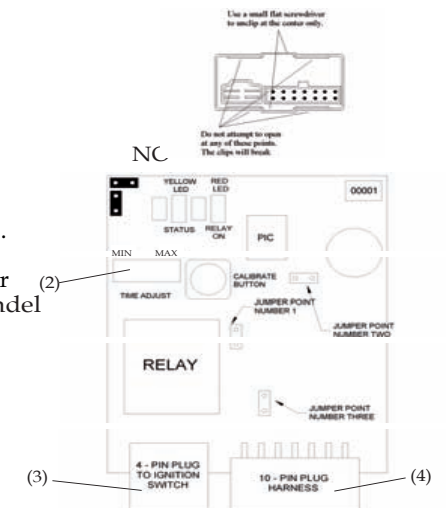 Use a small flat screwdriver
to unclip at the center only.
Do not attempt to open
at any of these points.
The clips will break
NC
YELLOW
LED
RED
LED
00001
STATUS
RELAY
ON
PIC
.
MIN MAX
r
(2)
ndel
TIME ADJUST
CALIBRATE
BUTTON
JUMPER POINT
NUMBER 1
JUMPER POINT
NUMBER TWO
RELAY
JUMPER POINT
NUMBER THREE
(3)
4 - PIN PLUG
TO IGNITION
SWITCH
10 - PIN PLUG
HARNESS
(4)